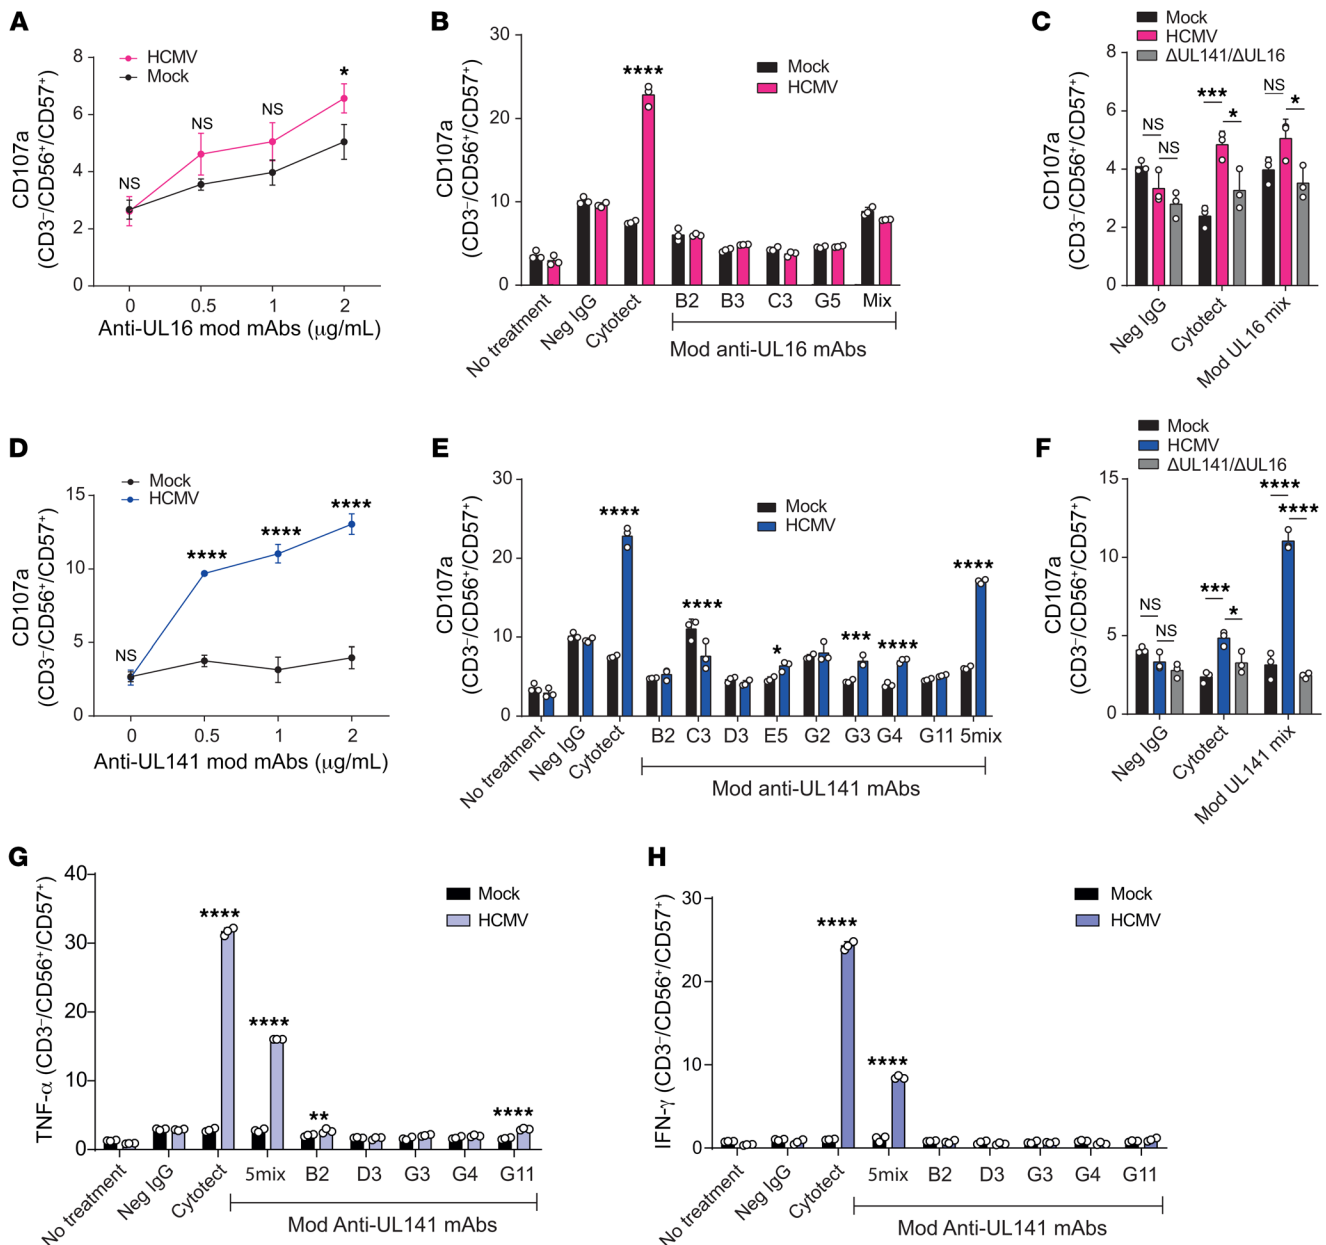 A
HCMV
Mock
CD107a
(CD3⁻/CD56⁺/CD57⁺)
8
6
4
2
0
NS
NS
NS
*
0 0.5 1 2
Anti-UL16 mod mAbs (μg/mL)
B
Mock
HCMV
CD107a
(CD3⁻/CD56⁺/CD57⁺)
30
20
10
0
****
No treatment Neg IgG Cytotect B2 B3 C3 G5 Mix
Mod anti-UL16 mAbs
C
Mock
HCMV
ΔUL141/ΔUL16
CD107a
(CD3⁻/CD56⁺/CD57⁺)
8
6
4
2
0
NS
NS
***
*
NS
*
Neg IgG Cytotect Mod UL16 mix
D
Mock
HCMV
CD107a
(CD3⁻/CD56⁺/CD57⁺)
15
10
5
0
NS
****
****
****
0 0.5 1 2
Anti-UL141 mod mAbs (μg/mL)
E
Mock
HCMV
CD107a
(CD3⁻/CD56⁺/CD57⁺)
30
20
10
0
****
****
*
***
****
****
No treatment Neg IgG Cytotect B2 C3 D3 E5 G2 G3 G4 G11 5mix
Mod anti-UL141 mAbs
F
Mock
HCMV
ΔUL141/ΔUL16
CD107a
(CD3⁻/CD56⁺/CD57⁺)
15
10
5
0
NS
NS
***
*
****
****
Neg IgG Cytotect Mod UL141 mix
G
Mock
HCMV
TNF-α (CD3⁻/CD56⁺/CD57⁺)
40
30
20
10
0
****
****
**
****
No treatment Neg IgG Cytotect 5mix B2 D3 G3 G4 G11
Mod Anti-UL141 mAbs
H
Mock
HCMV
IFN-γ (CD3⁻/CD56⁺/CD57⁺)
30
20
10
0
****
****
No treatment Neg IgG Cytotect 5mix B2 D3 G3 G4 G11
Mod Anti-UL141 mAbs